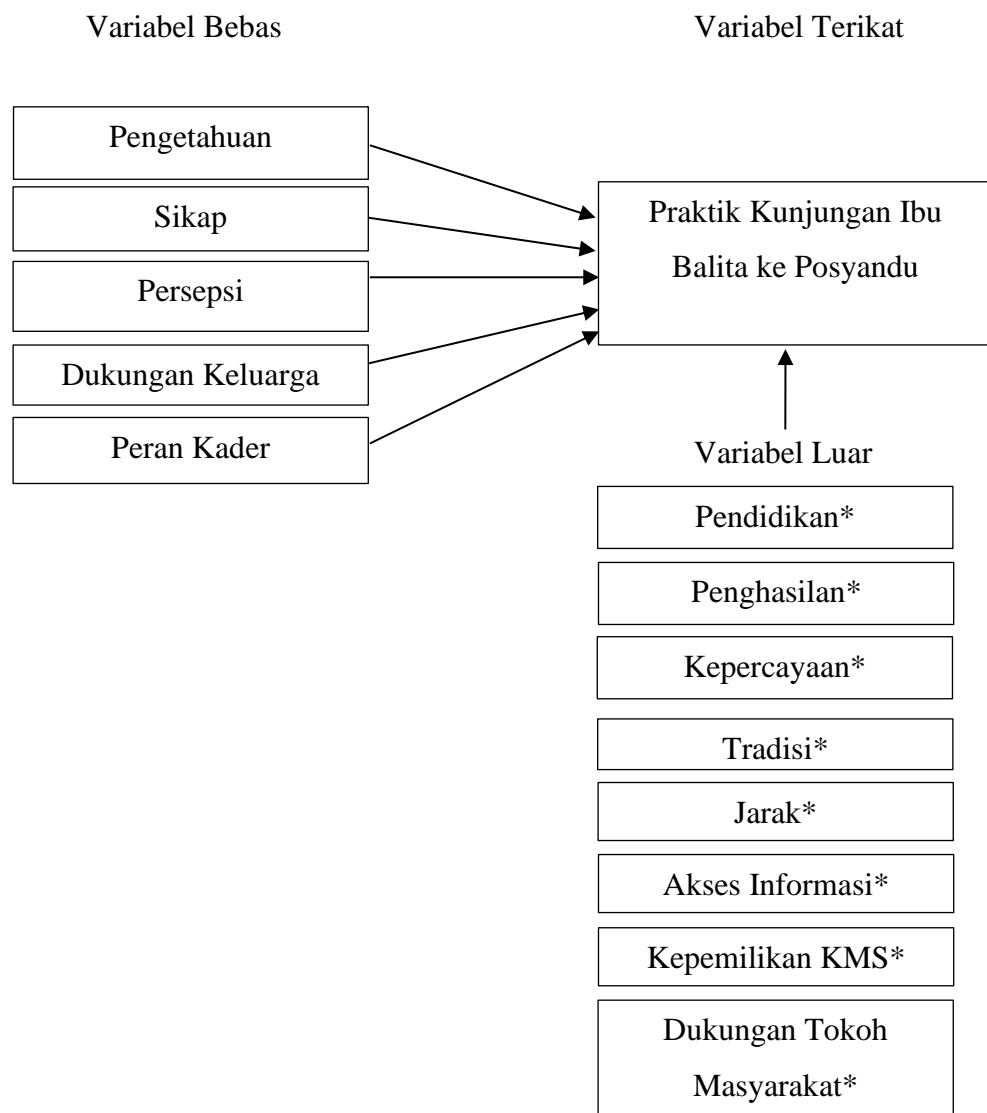 Variabel Bebas
Variabel Terikat
Pengetahuan
Sikap
Persepsi
Dukungan Keluarga
Peran Kader
Praktik Kunjungan Ibu
Balita ke Posyandu
Variabel Luar
Pendidikan*
Penghasilan*
Kepercayaan*
Tradisi*
Jarak*
Akses Informasi*
Kepemilikan KMS*
Dukungan Tokoh
Masyarakat*